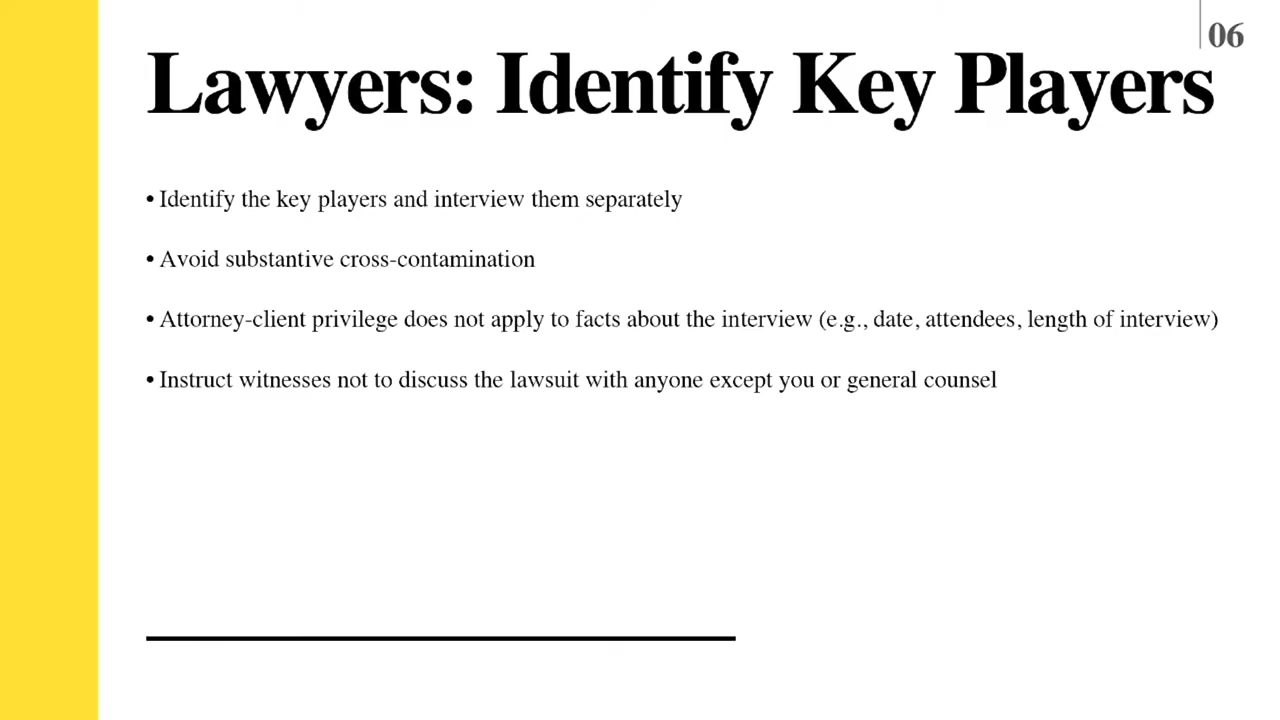 06
Lawyers: Identify Key Players
• Identify the key players and interview them separately
• Avoid substantive cross-contamination
• Attorney-client privilege does not apply to facts about the interview (e.g., date, attendees, length of interview)
• Instruct witnesses not to discuss the lawsuit with anyone except you or general counsel